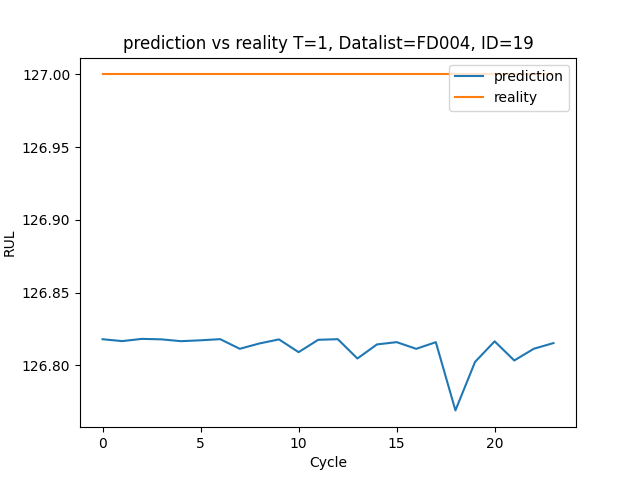 prediction vs reality T=1, Datalist=FD004, ID=19
127.00
126.95
126.90
126.85
126.80
RUL
prediction
reality
0
5
10
15
20
Cycle